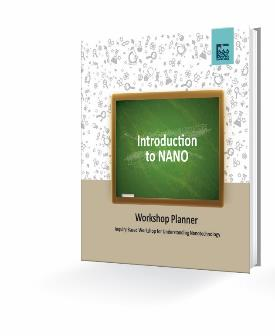 Introduction
to NANO
Workshop Planner
Inquiry Based Workshop for Understanding Nanotechnology